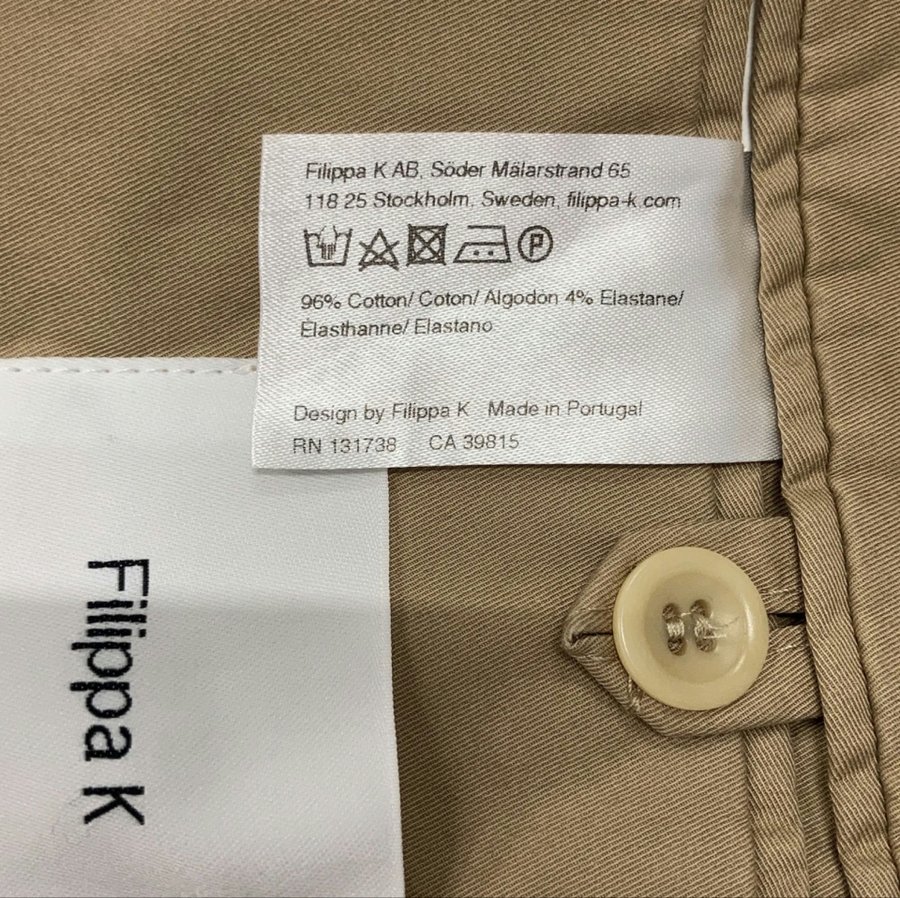 Filippa K AB, Söder Mälarstrand 65
118 25 Stockholm, Sweden, filippa-k.com
P
96% Cotton/ Coton/ Algodon 4% Elastane/
Elasthanne/ Elastano
Design by Filippa K Made in Portugal
RN 131738 CA 39815
Filippa K